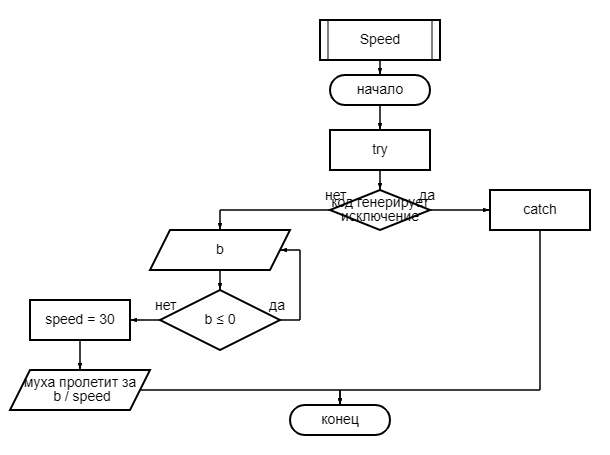 Speed
начало
try
нет
да
код генерирует
исключение
catch
b
нет
да
speed = 30
b ≤ 0
муха пролетит за
b / speed
конец